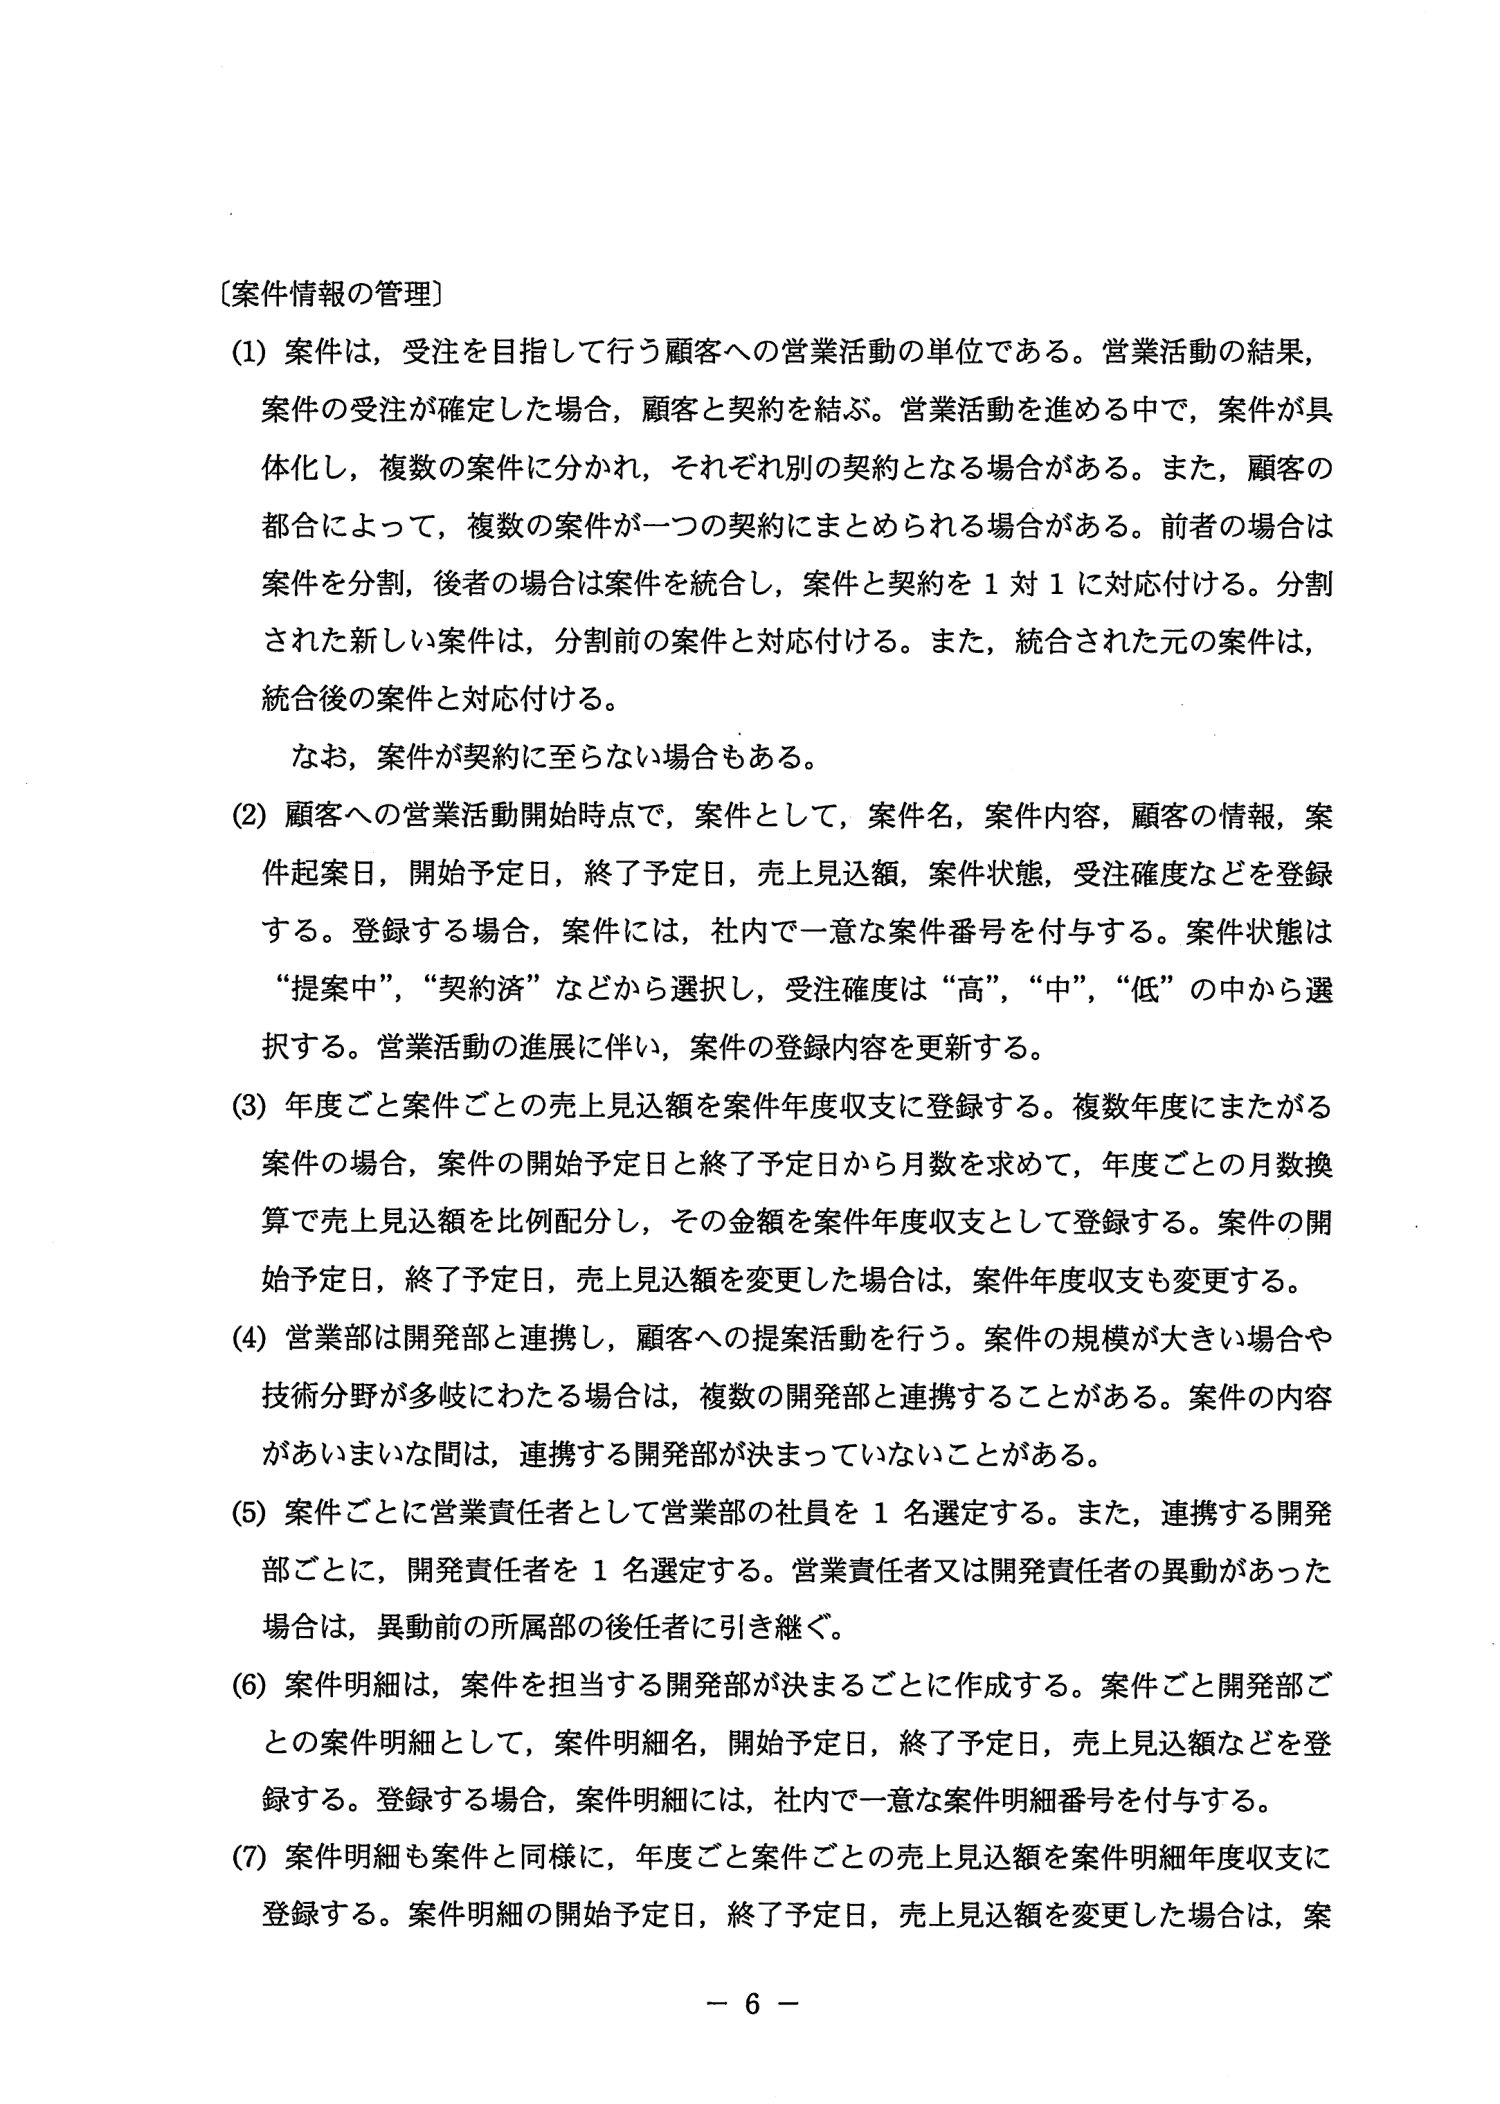 〔案件情報の管理〕
(1) 案件は，受注を目指して行う顧客への営業活動の単位である。営業活動の結果，
案件の受注が確定した場合，顧客と契約を結ぶ。営業活動を進める中で，案件が具
体化し，複数の案件に分かれ，それぞれ別の契約となる場合がある。また，顧客の
都合によって，複数の案件が一つの契約にまとめられる場合がある。前者の場合は
案件を分割，後者の場合は案件を統合し，案件と契約を 1 対 1 に対応付ける。分割
された新しい案件は，分割前の案件と対応付ける。また，統合された元の案件は，
統合後の案件と対応付ける。
なお，案件が契約に至らない場合もある。
(2) 顧客への営業活動開始時点で，案件として，案件名，案件内容，顧客の情報，案
件起案日，開始予定日，終了予定日，売上見込額，案件状態，受注確度などを登録
する。登録する場合，案件には，社内で一意な案件番号を付与する。案件状態は
“提案中”，“契約済” などから選択し，受注確度は “高”，“中”，“低” の中から選
択する。営業活動の進展に伴い，案件の登録内容を更新する。
(3) 年度ごと案件ごとの売上見込額を案件年度収支に登録する。複数年度にまたがる
案件の場合，案件の開始予定日と終了予定日から月数を求めて，年度ごとの月数換
算で売上見込額を比例配分し，その金額を案件年度収支として登録する。案件の開
始予定日，終了予定日，売上見込額を変更した場合は，案件年度収支も変更する。
(4) 営業部は開発部と連携し，顧客への提案活動を行う。案件の規模が大きい場合や
技術分野が多岐にわたる場合は，複数の開発部と連携することがある。案件の内容
があいまいな間は，連携する開発部が決まっていないことがある。
(5) 案件ごとに営業責任者として営業部の社員を 1 名選定する。また，連携する開発
部ごとに，開発責任者を 1 名選定する。営業責任者又は開発責任者の異動があった
場合は，異動前の所属部の後任者に引き継ぐ。
(6) 案件明細は，案件を担当する開発部が決まるごとに作成する。案件ごと開発部ご
との案件明細として，案件明細名，開始予定日，終了予定日，売上見込額などを登
録する。登録する場合，案件明細には，社内で一意な案件明細番号を付与する。
(7) 案件明細も案件と同様に，年度ごと案件ごとの売上見込額を案件明細年度収支に
登録する。案件明細の開始予定日，終了予定日，売上見込額を変更した場合は，案
－ 6 －